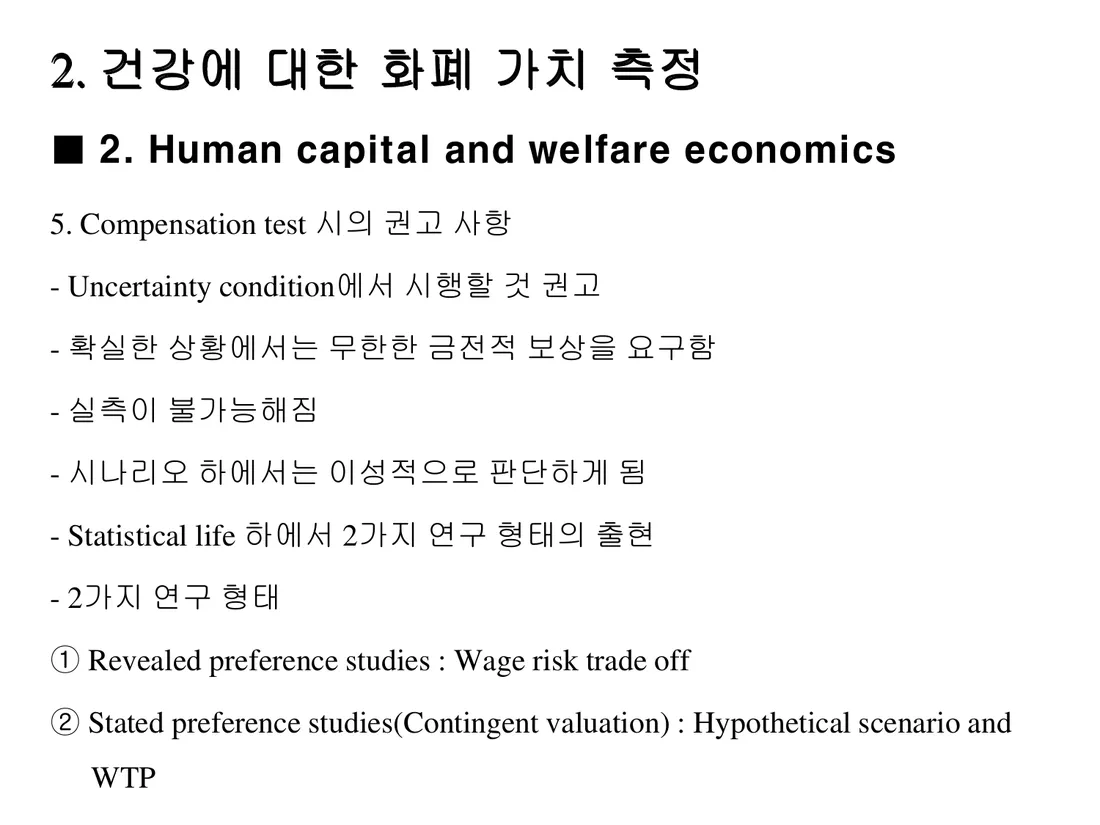 2. 건강에 대한 화폐 가치 측정
■ 2. Human capital and welfare economics
5. Compensation test 시의 권고 사항
- Uncertainty condition에서 시행할 것 권고
- 확실한 상황에서는 무한한 금전적 보상을 요구함
- 실측이 불가능해짐
- 시나리오 하에서는 이성적으로 판단하게 됨
- Statistical life 하에서 2가지 연구 형태의 출현
- 2가지 연구 형태
① Revealed preference studies : Wage risk trade off
② Stated preference studies(Contingent valuation) : Hypothetical scenario and
WTP